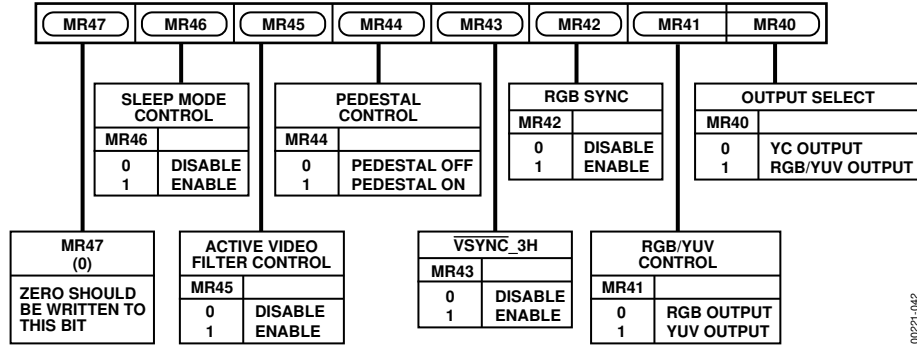 MR47 MR46 MR45 MR44 MR43 MR42 MR41 MR40
SLEEP MODE
CONTROL
MR46
0 DISABLE
1 ENABLE
PEDESTAL
CONTROL
MR44
0 PEDESTAL OFF
1 PEDESTAL ON
RGB SYNC
MR42
0 DISABLE
1 ENABLE
OUTPUT SELECT
MR40
0 YC OUTPUT
1 RGB/YUV OUTPUT
MR47
(0)
ZERO SHOULD
BE WRITTEN TO
THIS BIT
ACTIVE VIDEO
FILTER CONTROL
MR45
0 DISABLE
1 ENABLE
VSYNC_3H
MR43
0 DISABLE
1 ENABLE
RGB/YUV
CONTROL
MR41
0 RGB OUTPUT
1 YUV OUTPUT
00221-042